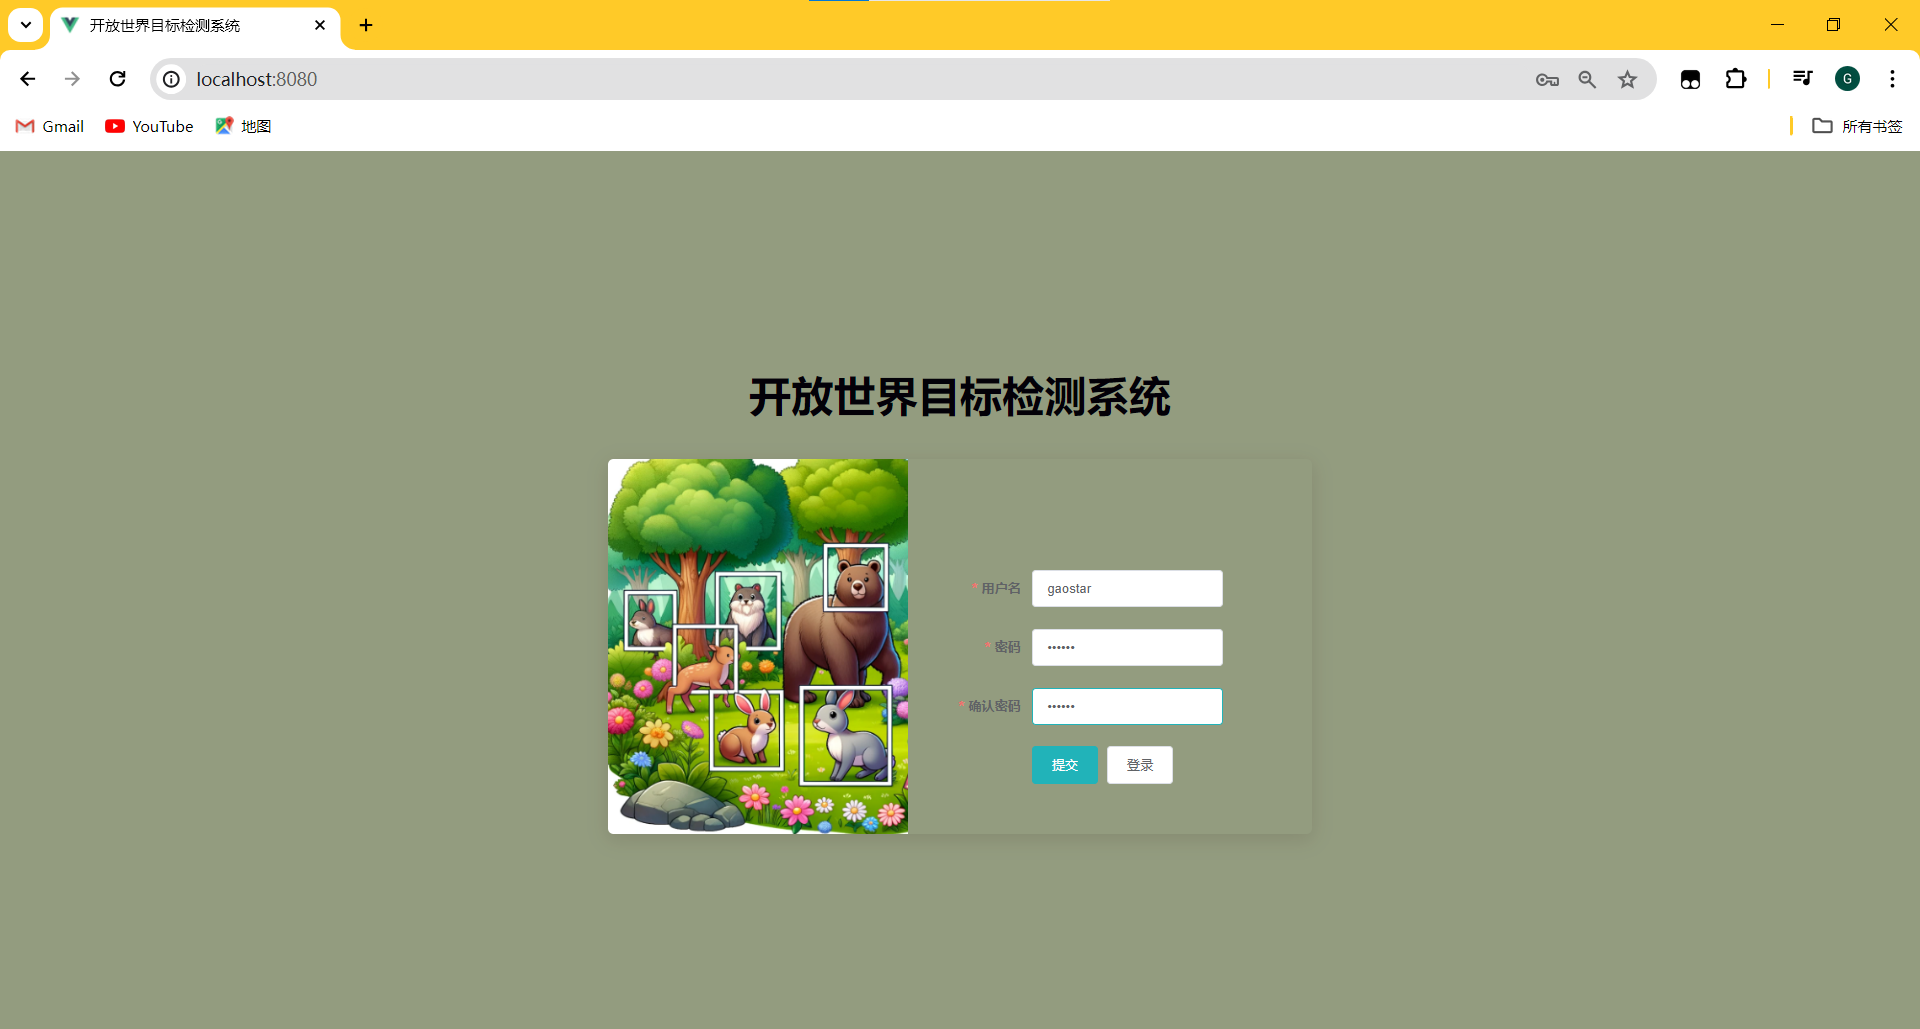 开放世界目标检测系统
localhost:8080
G
Gmail YouTube 地图 所有书签
开放世界目标检测系统
* 用户名 gaostar
* 密码 ••••••
* 确认密码 ••••••
提交 登录